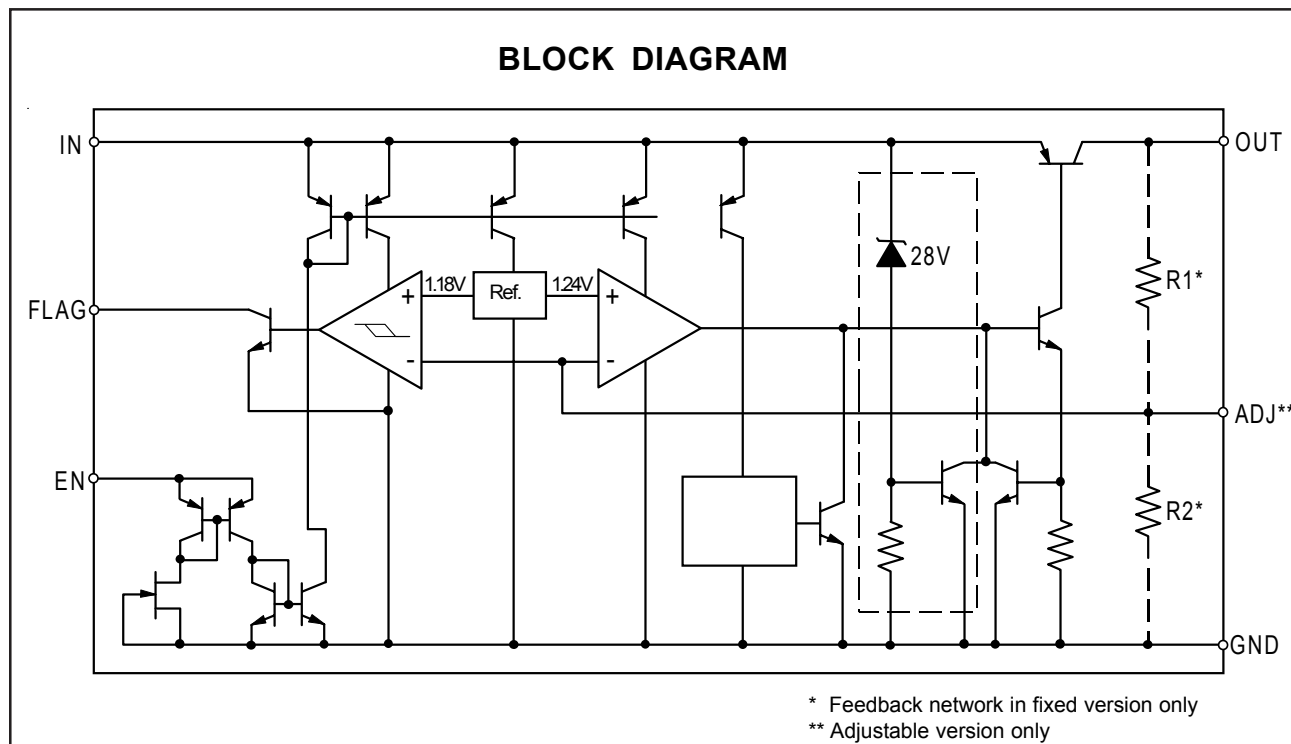 BLOCK DIAGRAM
IN
OUT
28V
R1*
1.18V
Ref.
1.24V
+
+
FLAG
-
-
ADJ**
EN
R2*
GND
* Feedback network in fixed version only
** Adjustable version only